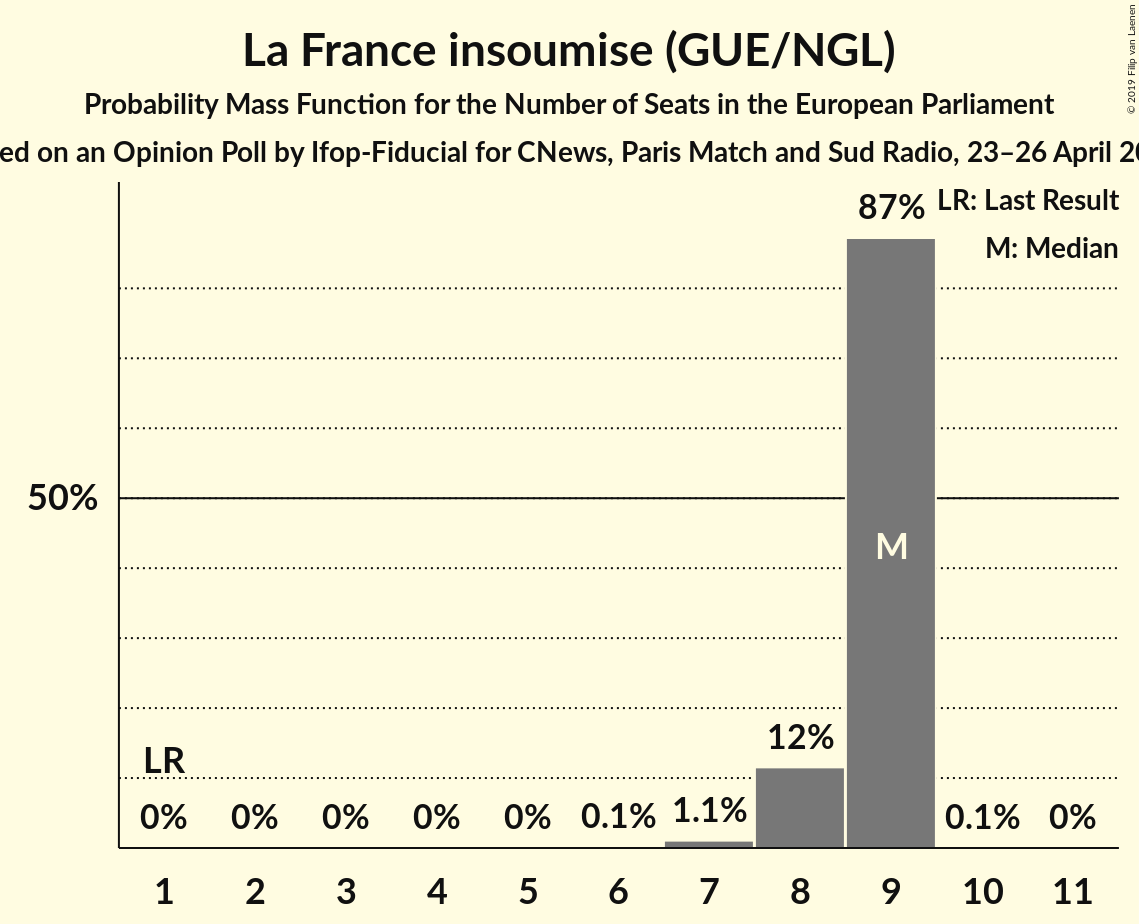 La France insoumise (GUE/NGL)
Probability Mass Function for the Number of Seats in the European Parliament
ed on an Opinion Poll by Ifop-Fiducial for CNews, Paris Match and Sud Radio, 23–26 April 20
© 2019 Filip van Laenen
LR: Last Result
M: Median
87%
50%
M
12%
LR
0% 0% 0% 0% 0% 0.1% 1.1% 0.1% 0%
1 2 3 4 5 6 7 8 9 10 11